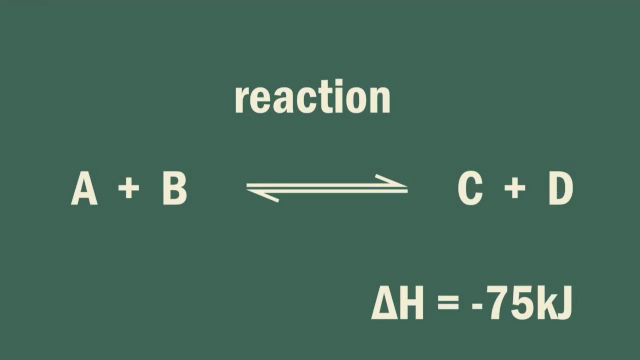 reaction
A + B ⇌ C + D
ΔH = -75kJ